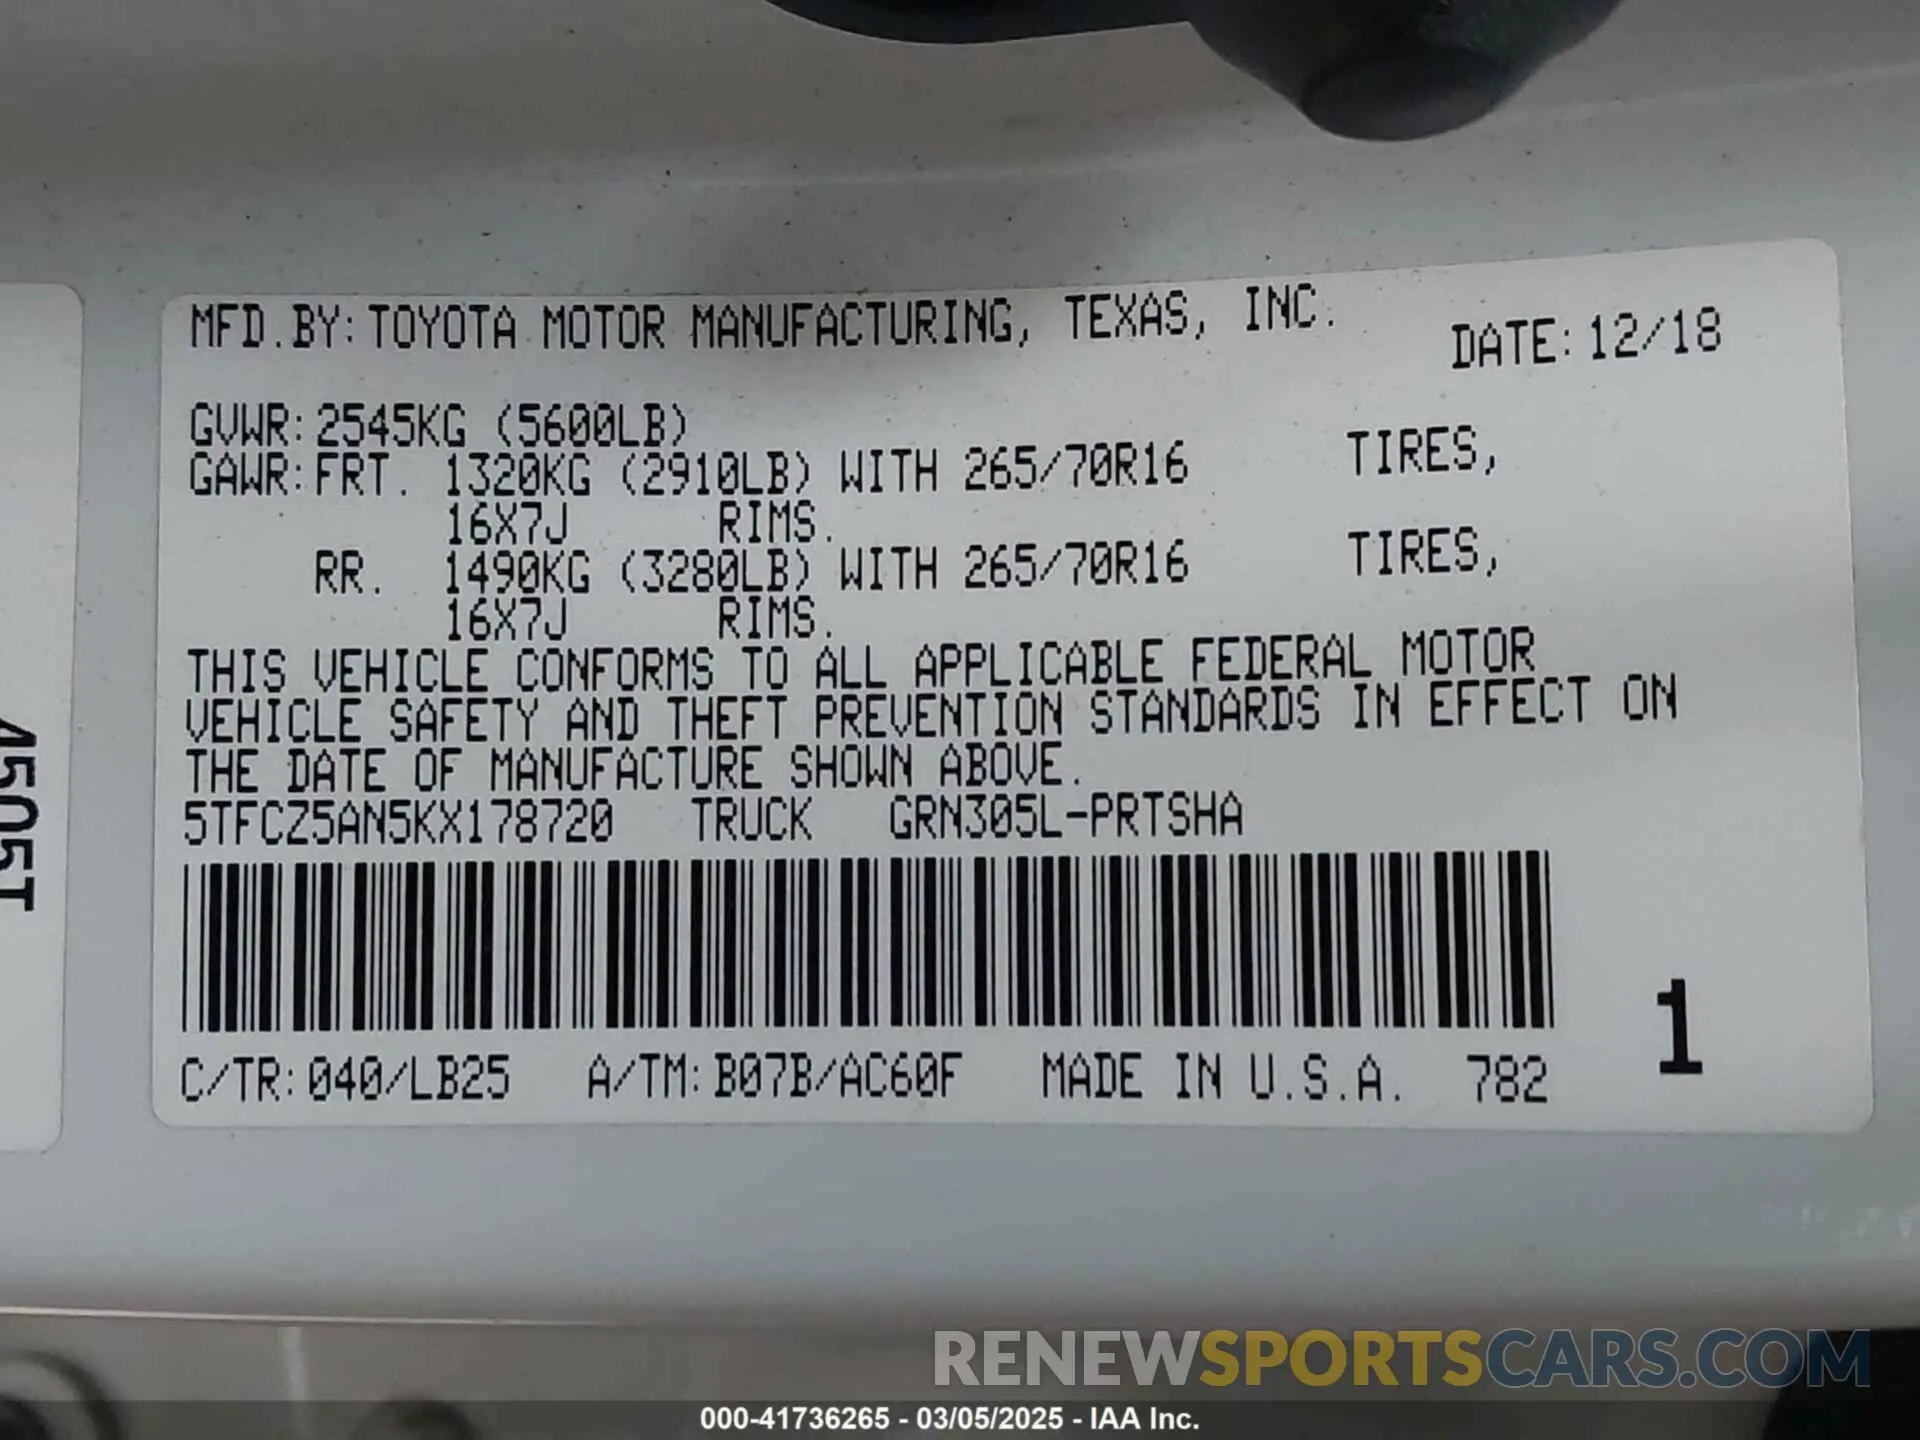 MFD.BY:TOYOTA MOTOR MANUFACTURING, TEXAS, INC. DATE:12/18
GVWR:2545KG (5600LB)
GAWR:FRT. 1320KG (2910LB) WITH 265/70R16 TIRES,
16X7J RIMS.
RR. 1490KG (3280LB) WITH 265/70R16 TIRES,
16X7J RIMS.
THIS VEHICLE CONFORMS TO ALL APPLICABLE FEDERAL MOTOR
VEHICLE SAFETY AND THEFT PREVENTION STANDARDS IN EFFECT ON
THE DATE OF MANUFACTURE SHOWN ABOVE.
5TFCZ5AN5KX178720 TRUCK GRN305L-PRTSHA
1
C/TR:040/LB25 A/TM:B07B/AC60F MADE IN U.S.A. 782
RENEWSPORTSCARS.COM
000-41736265 - 03/05/2025 - IAA Inc.